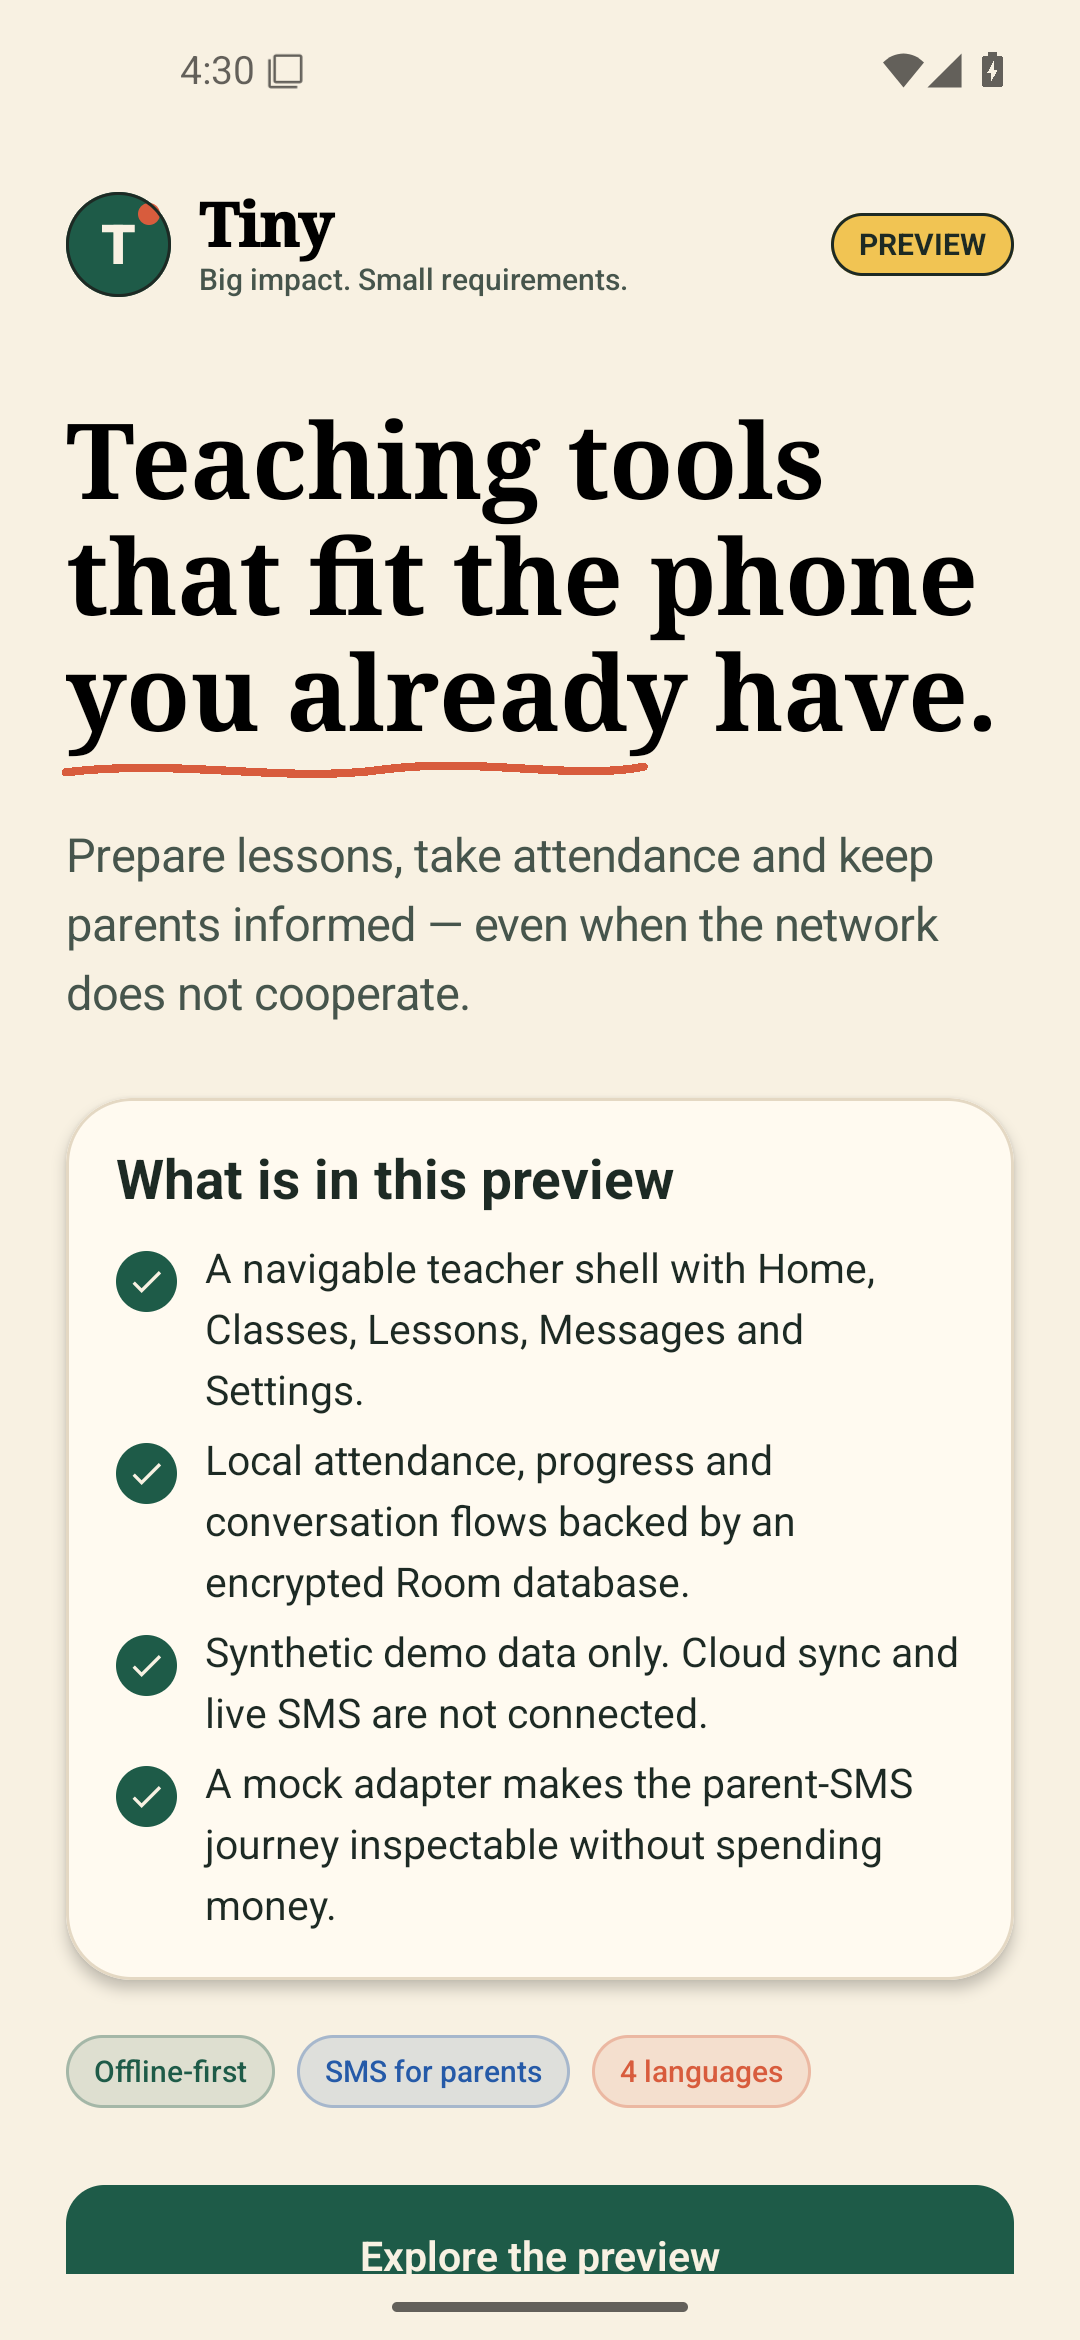 4:30
T
Tiny
Big impact. Small requirements.
PREVIEW
Teaching tools
that fit the phone
you already have.
Prepare lessons, take attendance and keep
parents informed — even when the network
does not cooperate.
What is in this preview
A navigable teacher shell with Home,
Classes, Lessons, Messages and
Settings.
Local attendance, progress and
conversation flows backed by an
encrypted Room database.
Synthetic demo data only. Cloud sync and
live SMS are not connected.
A mock adapter makes the parent-SMS
journey inspectable without spending
money.
Offline-first
SMS for parents
4 languages
Explore the preview